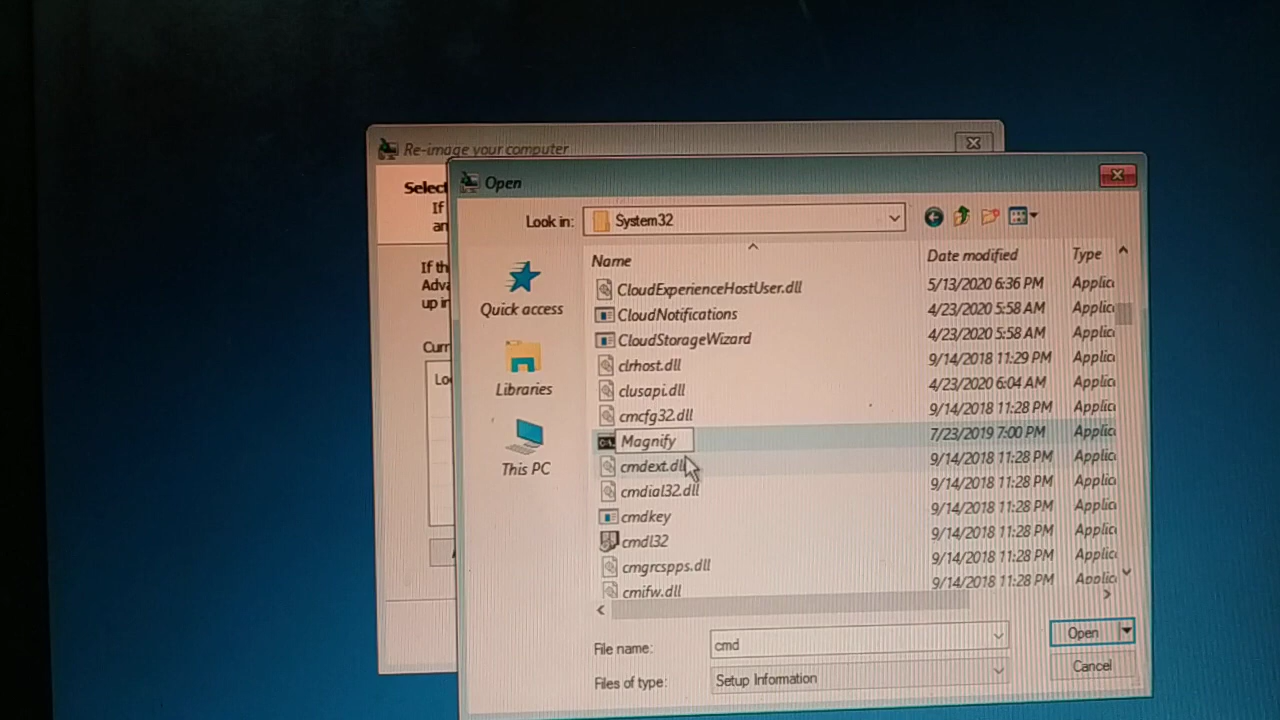 Re-image your computer
Open
Select
If
an
Look in: System32
If th
Adva
up in
Quick access
Libraries
This PC
Curr
Lo
Name Date modified Type
CloudExperienceHostUser.dll 5/13/2020 6:36 PM Applic
CloudNotifications 4/23/2020 5:58 AM Applic
CloudStorageWizard 4/23/2020 5:58 AM Applic
clrhost.dll 9/14/2018 11:29 PM Applic
clusapi.dll 4/23/2020 6:04 AM Applic
cmcfg32.dll 9/14/2018 11:28 PM Applic
Magnify 7/23/2019 7:00 PM Applic
cmdext.dll 9/14/2018 11:28 PM Applic
cmdial32.dll 9/14/2018 11:28 PM Applic
cmdkey 9/14/2018 11:28 PM Applic
cmdl32 9/14/2018 11:28 PM Applic
cmgrcspps.dll 9/14/2018 11:28 PM Applic
cmifw.dll 9/14/2018 11:28 PM Applic
File name: cmd Open
Files of type: Setup Information Cancel